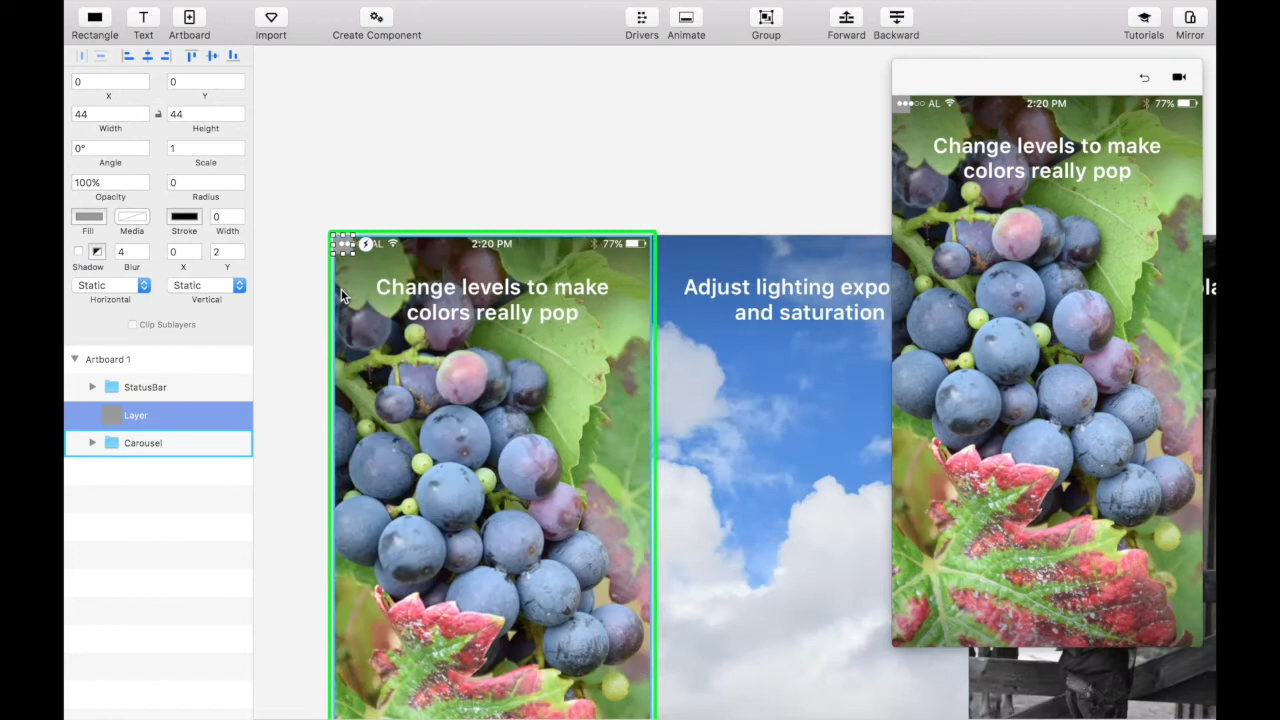 Rectangle Text Artboard Import Create Component Drivers Animate Group Forward Backward Tutorials Mirror
0 0
X Y
44 44
Width Height
0° 1
Angle Scale
100% 0
Opacity Radius
0
Fill Media Stroke Width
4 0 2
Shadow Blur X Y
Static Static
Horizontal Vertical
Clip Sublayers
Artboard 1
StatusBar
Layer
Carousel
AL 2:20 PM 77%
Change levels to make
colors really pop
Adjust lighting expo
and saturation
AL 2:20 PM 77%
Change levels to make
colors really pop